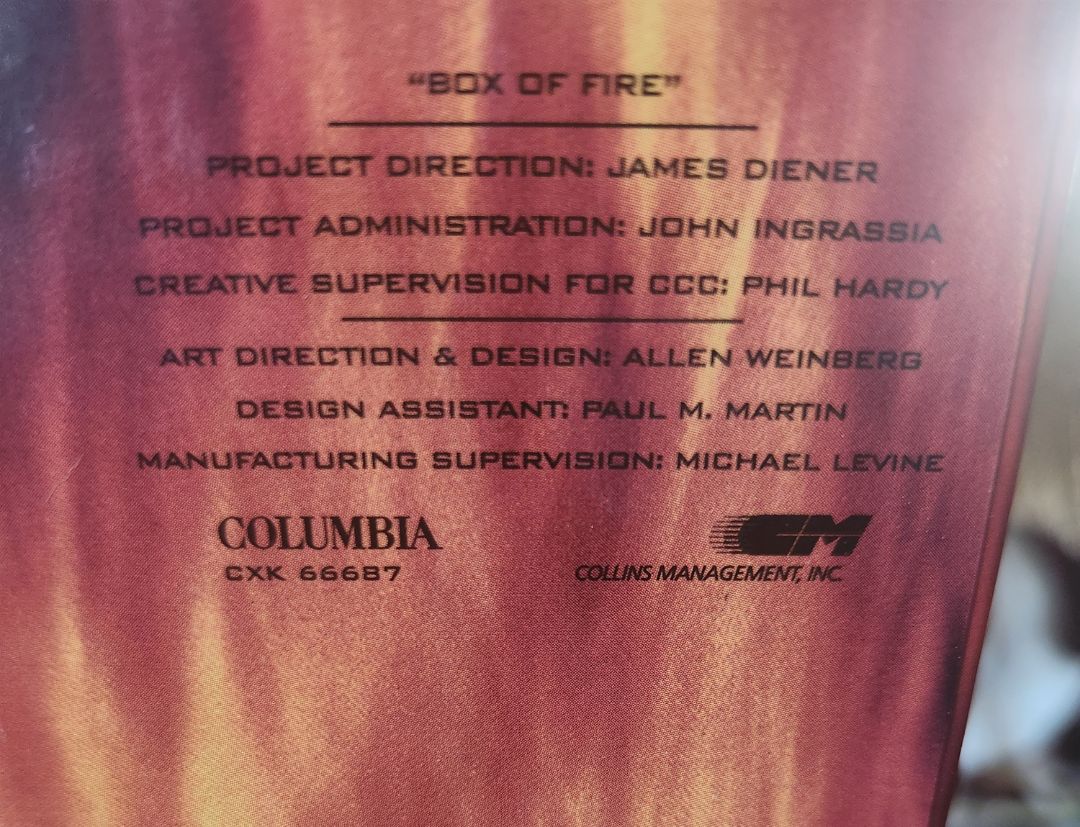 "BOX OF FIRE"
PROJECT DIRECTION: JAMES DIENER
PROJECT ADMINISTRATION: JOHN INGRASSIA
CREATIVE SUPERVISION FOR CCC: PHIL HARDY
ART DIRECTION & DESIGN: ALLEN WEINBERG
DESIGN ASSISTANT: PAUL M. MARTIN
MANUFACTURING SUPERVISION: MICHAEL LEVINE
COLUMBIA
CXK 66687
CM
COLLINS MANAGEMENT, INC.